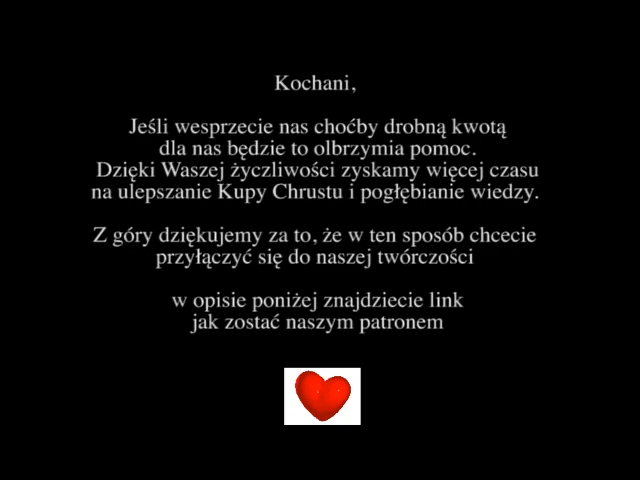 Kochani,
Jeśli wesprzecie nas choćby drobną kwotą
dla nas będzie to olbrzymia pomoc.
Dzięki Waszej życzliwości zyskamy więcej czasu
na ulepszanie Kupy Chrustu i pogłębianie wiedzy.
Z góry dziękujemy za to, że w ten sposób chcecie
przyłączyć się do naszej twórczości
w opisie poniżej znajdziecie link
jak zostać naszym patronem